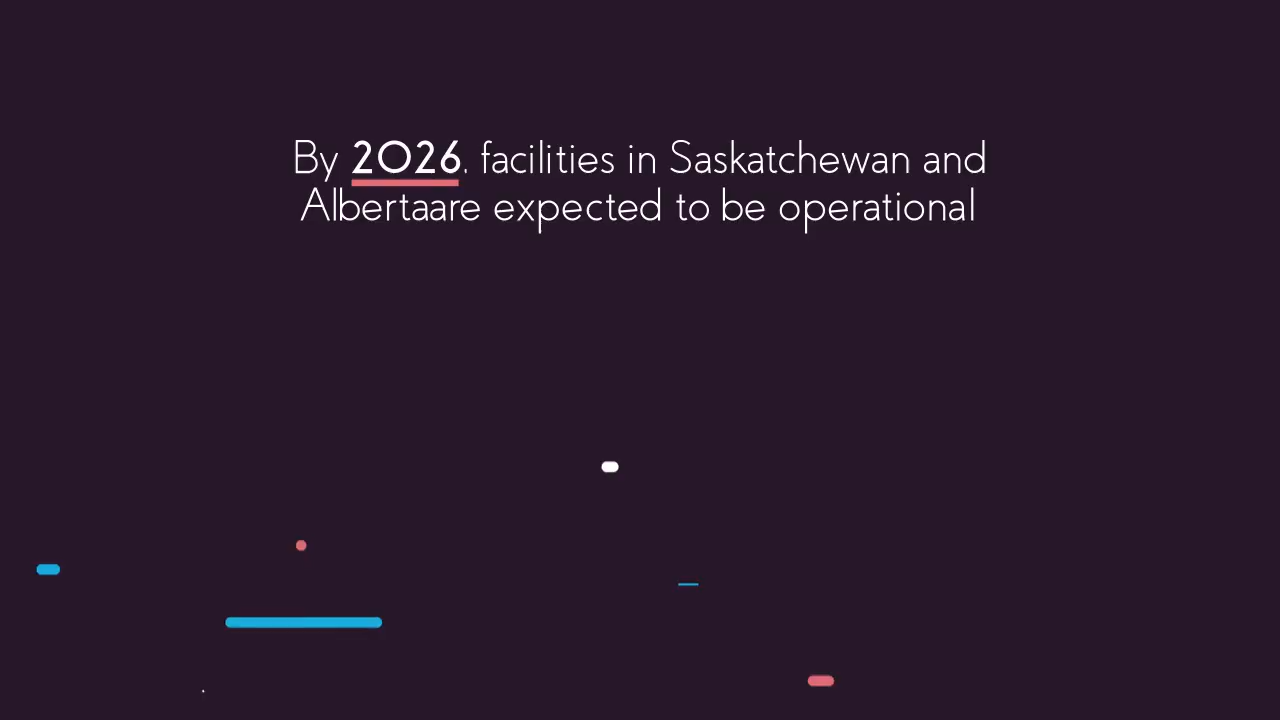 By 2026, facilities in Saskatchewan and
Albertaare expected to be operational